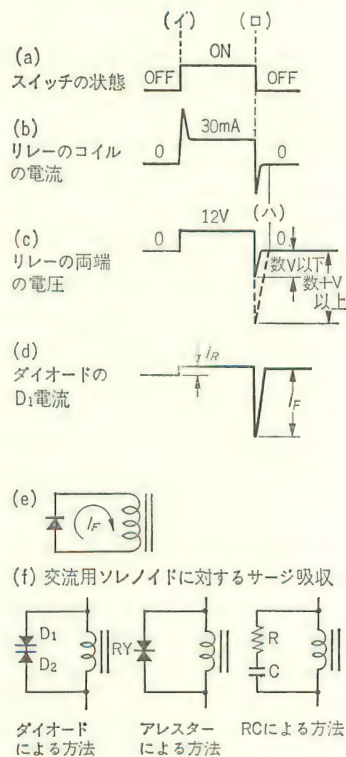 (イ) (ロ)
(a) ON
スイッチの状態 OFF OFF
(b) 30mA
リレーのコイルの電流 0 0
(c) 12V (ハ)
リレーの両端の電圧 0 0
数V以下
数十V以上
(d) I_R
ダイオードの
D₁電流 I_F
(e) I_F
(f) 交流用ソレノイドに対するサージ吸収
D₁ D₂ RY R C
ダイオードによる方法
アレスターによる方法
RCによる方法